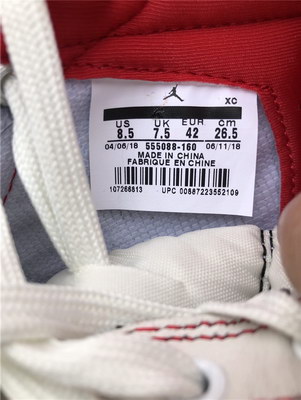 XC
US UK EUR cm
8.5 7.5 42 26.5
04/06/18 555088-160 06/11/18
MADE IN CHINA
FABRIQUE EN CHINE
107266813 UPC 00887223552109